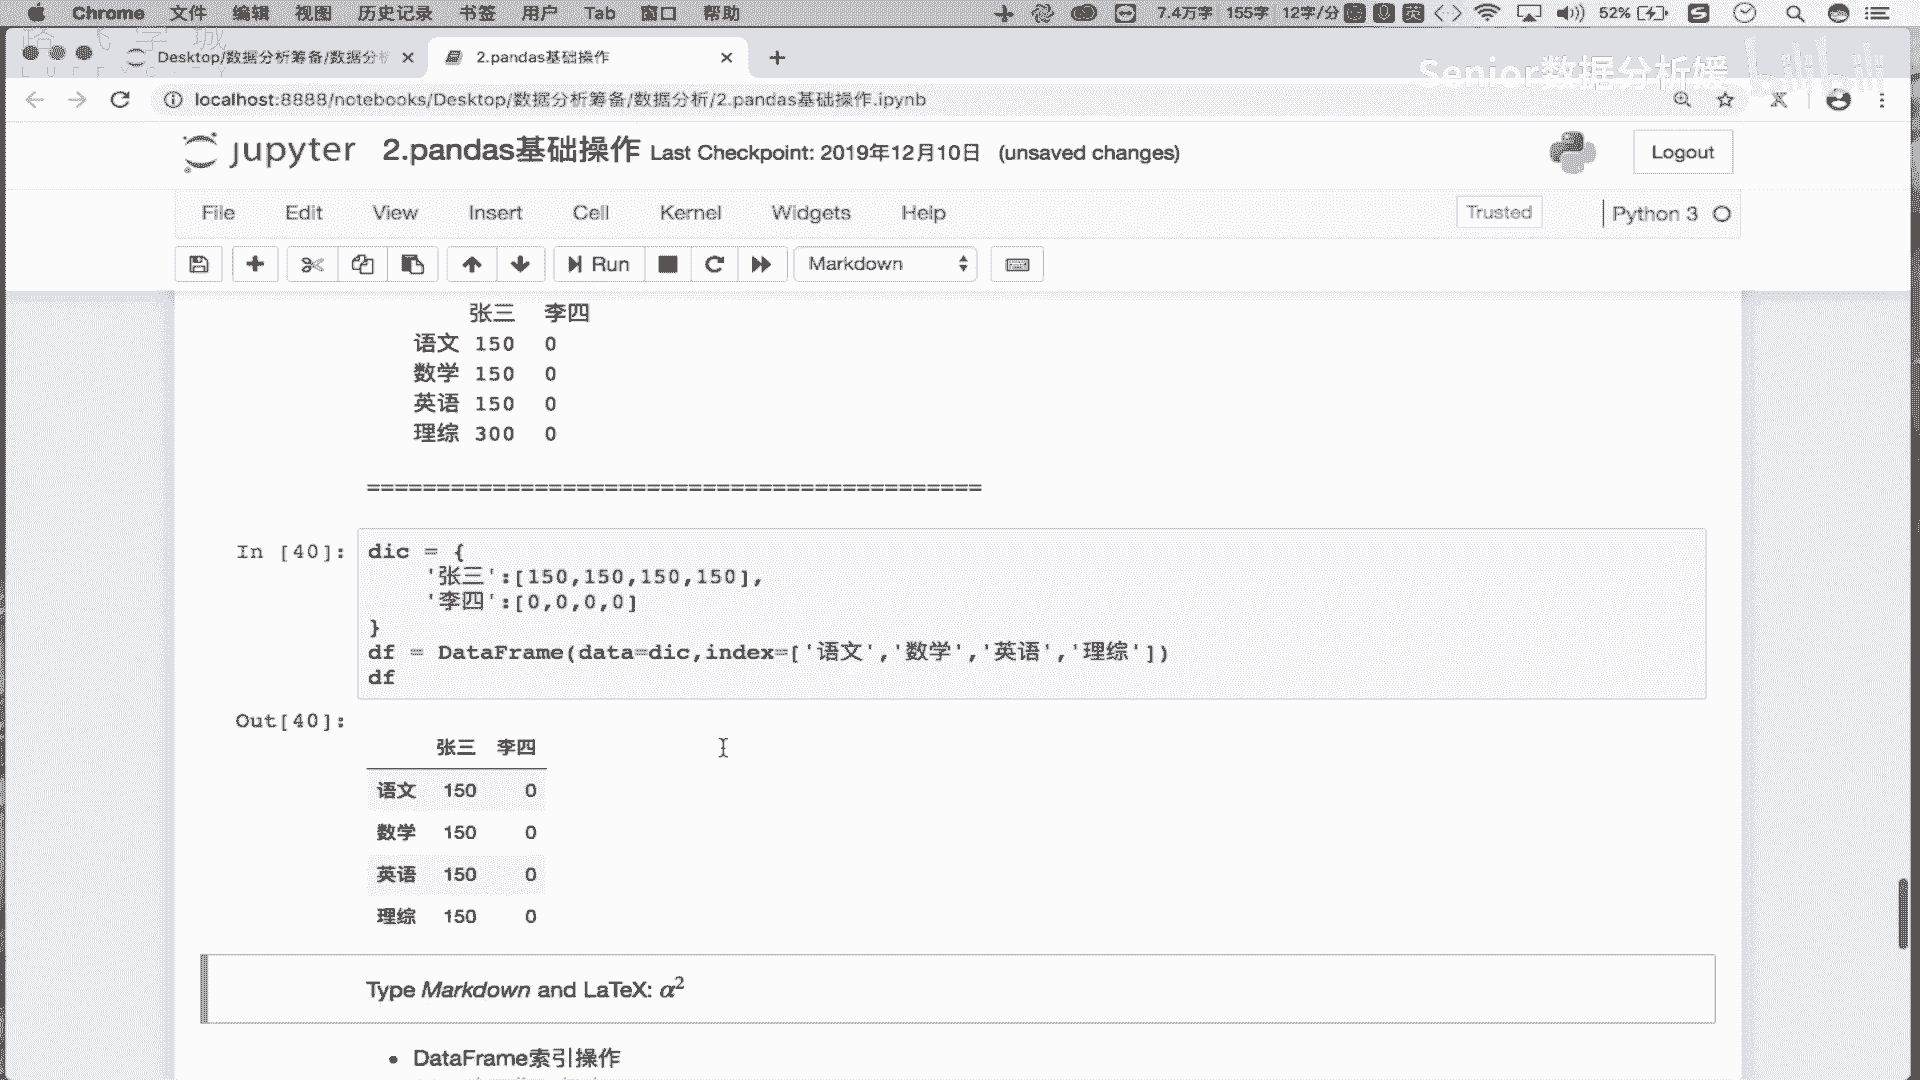 Chrome 文件 编辑 视图 历史记录 书签 用户 Tab 窗口 帮助 7.4万字 155字 12字/分 英 52%
Desktop/数据分析筹备/数据分析 2.pandas基础操作
Senior数据分析媛 bilibili
localhost:8888/notebooks/Desktop/数据分析筹备/数据分析/2.pandas基础操作.ipynb
jupyter 2.pandas基础操作 Last Checkpoint: 2019年12月10日 (unsaved changes) Logout
File Edit View Insert Cell Kernel Widgets Help Trusted Python 3
Run Markdown
张三 李四
语文 150 0
数学 150 0
英语 150 0
理综 300 0
============================================
In [40]: dic = {
'张三':[150,150,150,150],
'李四':[0,0,0,0]
}
df = DataFrame(data=dic,index=['语文','数学','英语','理综'])
df
Out[40]:
张三 李四
语文 150 0
数学 150 0
英语 150 0
理综 150 0
Type Markdown and LaTeX: α²
• DataFrame索引操作